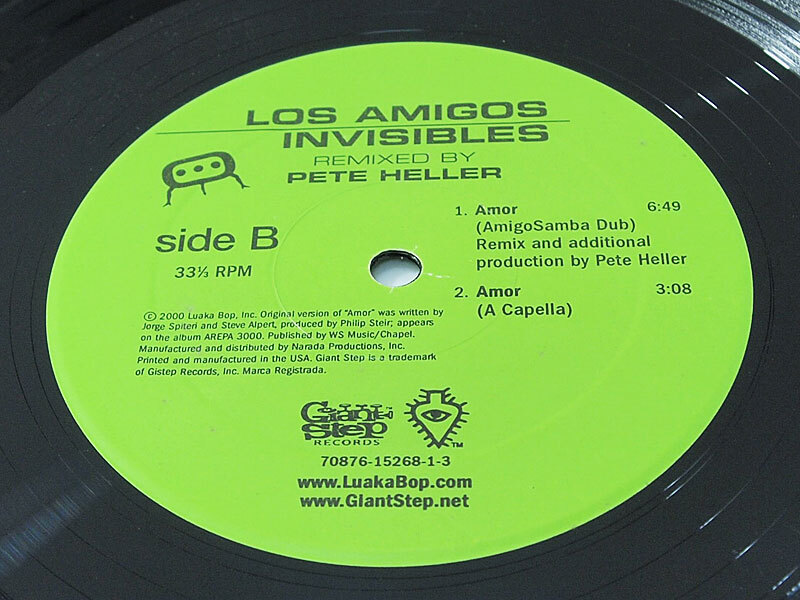 LOS AMIGOS
INVISIBLES
REMIXED BY
PETE HELLER
side B
33⅓ RPM
1. Amor 6:49
(AmigoSamba Dub)
Remix and additional
production by Pete Heller
2. Amor 3:08
(A Capella)
Ⓒ 2000 Luaka Bop, Inc. Original version of "Amor" was written by
Jorge Spiteri and Steve Alpert, produced by Philip Steir; appears
on the album AREPA 3000. Published by WS Music/Chapel.
Manufactured and distributed by Narada Productions, Inc.
Printed and manufactured in the USA. Giant Step is a trademark
of Gistep Records, Inc. Marca Registrada.
Giant
Step
RECORDS
TM
70876-15268-1-3
www.LuakaBop.com
www.GiantStep.net